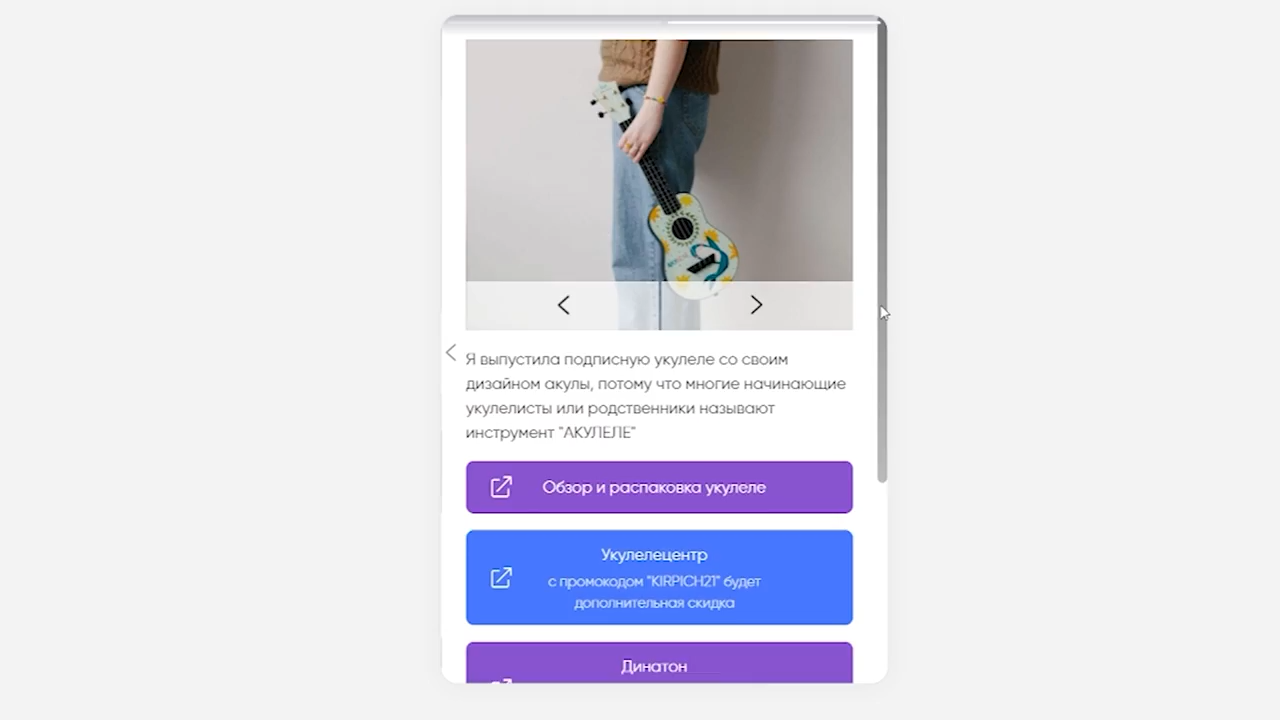 Я выпустила подписную укулеле со своим
дизайном акулы, потому что многие начинающие
укулелисты или родственники называют
инструмент "АКУЛЕЛЕ"
Обзор и распаковка укулеле
Укулелецентр
с промокодом "KIRPICH21" будет
дополнительная скидка
Динатон